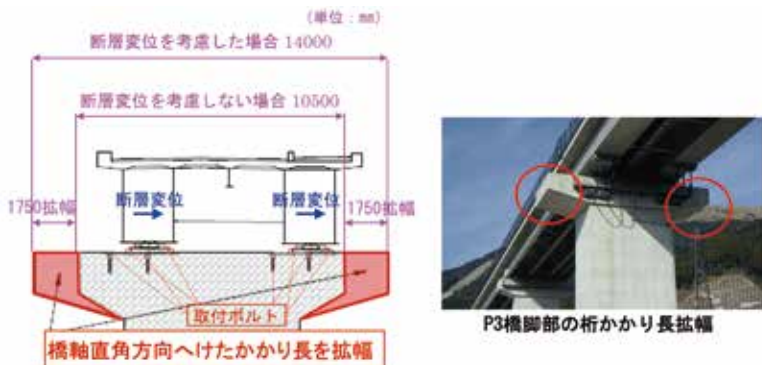 (単位:㎜)
断層変位を考慮した場合 14000
断層変位を考慮しない場合 10500
1750拡幅
断層変位
断層変位
1750拡幅
取付ボルト
橋軸直角方向へけたかかり長を拡幅
P3橋脚部の桁かかり長拡幅